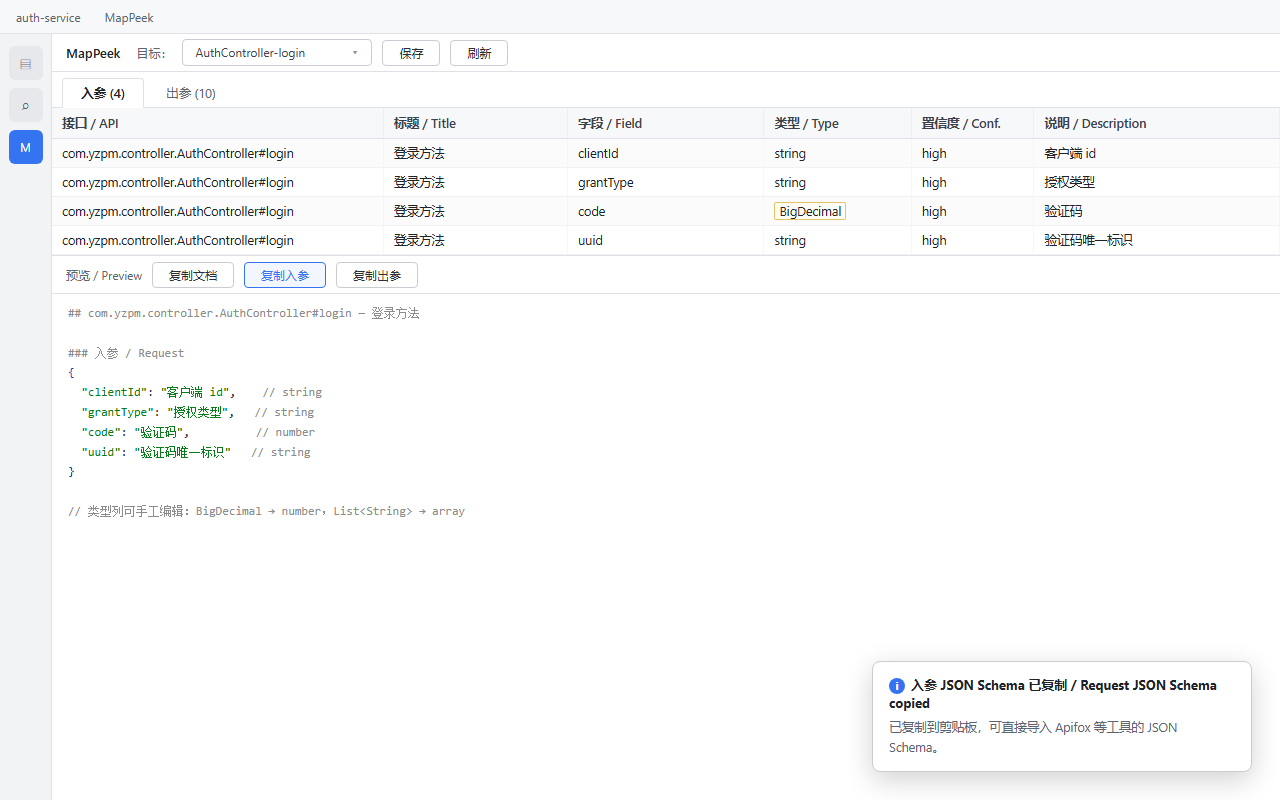 auth-service MapPeek
MapPeek 目标： AuthController-login 保存 刷新
M
入参 (4) 出参 (10)
接口 / API 标题 / Title 字段 / Field 类型 / Type 置信度 / Conf. 说明 / Description
com.yzpm.controller.AuthController#login 登录方法 clientId string high 客户端 id
com.yzpm.controller.AuthController#login 登录方法 grantType string high 授权类型
com.yzpm.controller.AuthController#login 登录方法 code BigDecimal high 验证码
com.yzpm.controller.AuthController#login 登录方法 uuid string high 验证码唯一标识
预览 / Preview 复制文档 复制入参 复制出参
## com.yzpm.controller.AuthController#login — 登录方法
### 入参 / Request
{
"clientId": "客户端 id", // string
"grantType": "授权类型", // string
"code": "验证码", // number
"uuid": "验证码唯一标识" // string
}
// 类型列可手工编辑：BigDecimal → number，List<String> → array
i 入参 JSON Schema 已复制 / Request JSON Schema
copied
已复制到剪贴板，可直接导入 Apifox 等工具的 JSON
Schema。